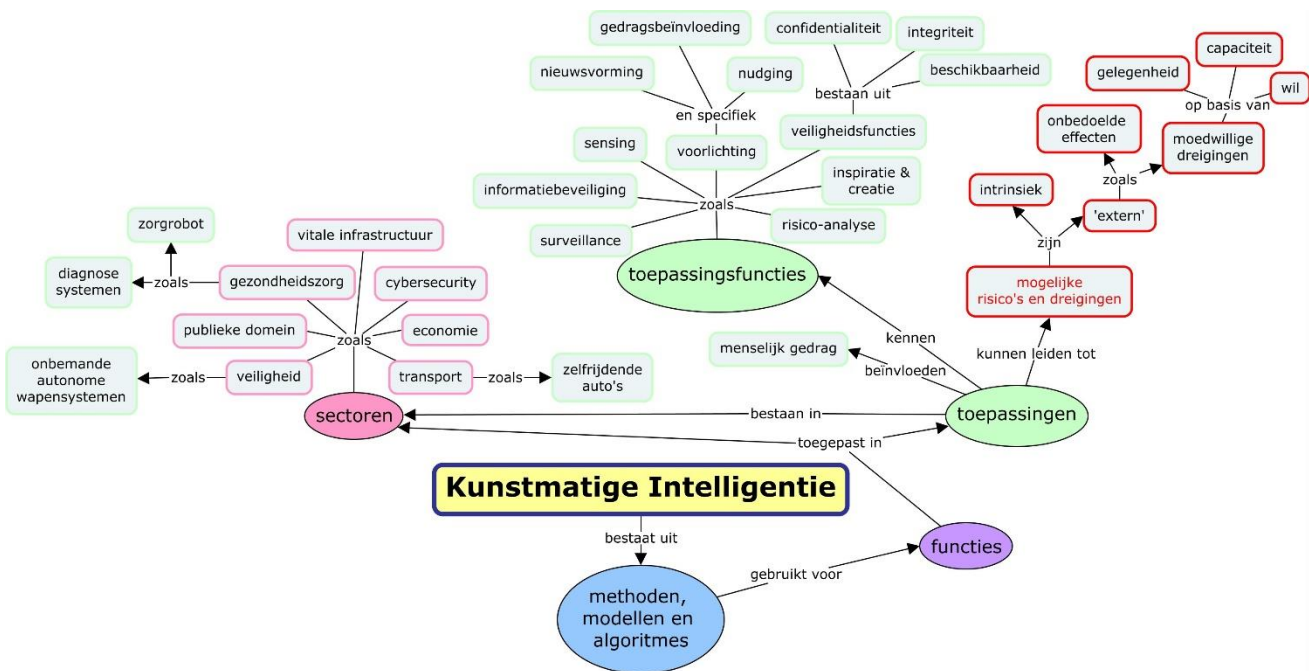 gedragsbeïnvloeding
confidentialiteit
integriteit
capaciteit
nieuwsvorming
nudging
beschikbaarheid
gelegenheid
wil
bestaan uit
op basis van
en specifiek
onbedoelde
effecten
moedwillige
dreigingen
sensing
voorlichting
veiligheidsfuncties
zoals
informatiebeveiliging
inspiratie &
creatie
intrinsiek
'extern'
zoals
zorgrobot
vitale infrastructuur
surveillance
risico-analyse
zijn
diagnose
systemen
zoals
gezondheidszorg
cybersecurity
toepassingsfuncties
mogelijke
risico's en dreigingen
publieke domein
zoals
economie
kennen
menselijk gedrag
kunnen leiden tot
onbemande
autonome
wapensystemen
zoals
veiligheid
transport
zoals
zelfrijdende
auto's
beïnvloeden
sectoren
bestaan in
toepassingen
toegepast in
Kunstmatige Intelligentie
bestaat uit
functies
gebruikt voor
methoden,
modellen en
algoritmes